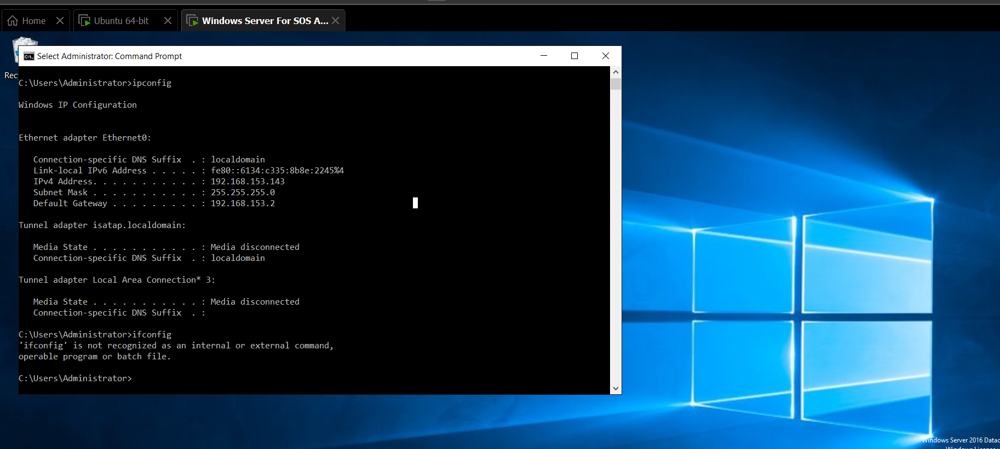 Home
Ubuntu 64-bit
Windows Server For SOS A...
Rec
Select Administrator: Command Prompt
C:\Users\Administrator>ipconfig
Windows IP Configuration
Ethernet adapter Ethernet0:
Connection-specific DNS Suffix  . : localdomain
Link-local IPv6 Address . . . . . : fe80::6134:c335:8b8e:2245%4
IPv4 Address. . . . . . . . . . . : 192.168.153.143
Subnet Mask . . . . . . . . . . . : 255.255.255.0
Default Gateway . . . . . . . . . : 192.168.153.2
Tunnel adapter isatap.localdomain:
Media State . . . . . . . . . . . : Media disconnected
Connection-specific DNS Suffix  . : localdomain
Tunnel adapter Local Area Connection* 3:
Media State . . . . . . . . . . . : Media disconnected
Connection-specific DNS Suffix  . :
C:\Users\Administrator>ifconfig
'ifconfig' is not recognized as an internal or external command,
operable program or batch file.
C:\Users\Administrator>
Windows Server 2016 Datac